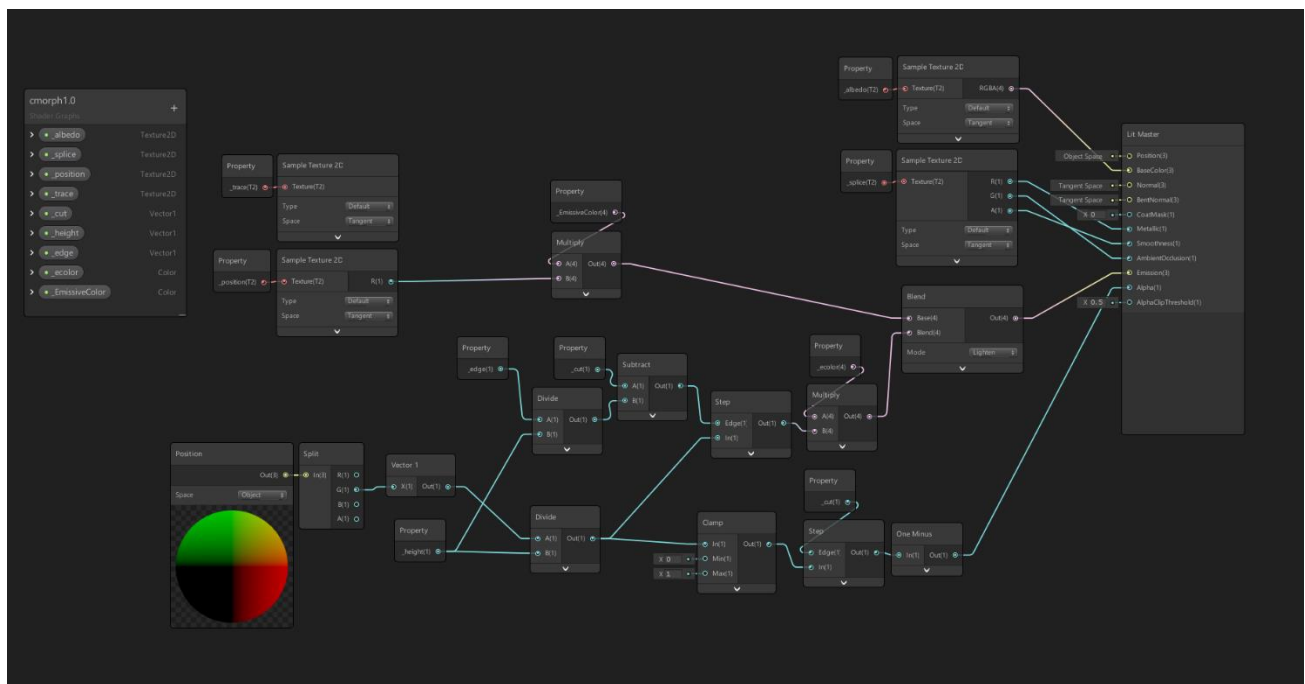 cmorph1.0
+
Shader Graphs
_albedo Texture2D
_splice Texture2D
_position Texture2D
_trace Texture2D
_cut Vector1
_height Vector1
_edge Vector1
_ecolor Color
_EmissiveColor Color
Property
_trace(T2)
Sample Texture 2D
Texture(T2)
Type Default
Space Tangent
Property
_position(T2)
Sample Texture 2D
Texture(T2) R(1)
Type Default
Space Tangent
Property
_EmissiveColor(4)
Multiply
A(4) Out(4)
B(4)
Property
_albedo(T2)
Sample Texture 2D
Texture(T2) RGBA(4)
Type Default
Space Tangent
Property
_splice(T2)
Sample Texture 2D
Texture(T2) R(1)
G(1)
A(1)
Type Default
Space Tangent
Lit Master
Object Space Position(3)
BaseColor(3)
Tangent Space Normal(3)
Tangent Space BentNormal(3)
X 0 CoatMask(1)
Metallic(1)
Smoothness(1)
AmbientOcclusion(1)
Emission(3)
Alpha(1)
X 0.5 AlphaClipThreshold(1)
Blend
Base(4) Out(4)
Blend(4)
Mode Lighten
Property
_edge(1)
Property
_cut(1)
Subtract
A(1) Out(1)
B(1)
Divide
A(1) Out(1)
B(1)
Step
Edge(1 Out(1)
In(1)
Property
_ecolor(4)
Multiply
A(4) Out(4)
B(4)
Position
Out(3)
Space Object
Split
In(3) R(1)
G(1)
B(1)
A(1)
Vector 1
X(1) Out(1)
Property
_height(1)
Divide
A(1) Out(1)
B(1)
Clamp
In(1) Out(1)
X 0 Min(1)
X 1 Max(1)
Property
_cut(1)
Step
Edge(1 Out(1)
In(1)
One Minus
In(1) Out(1)